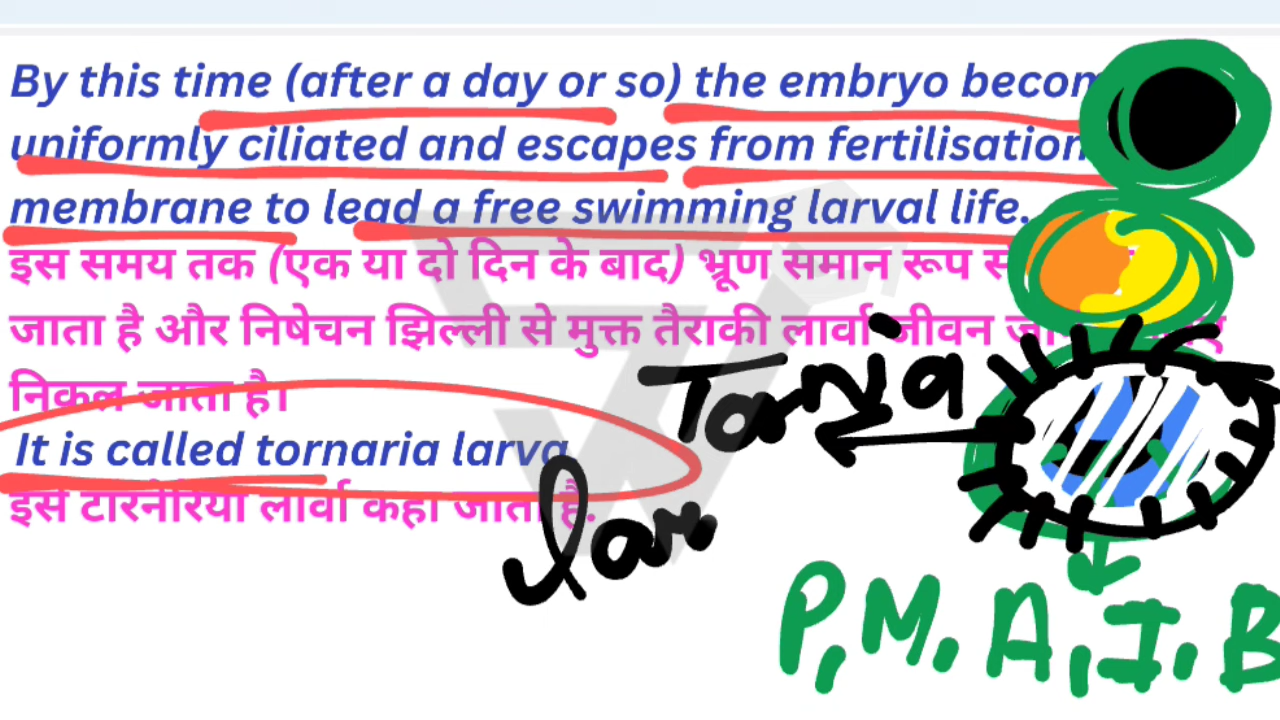 By this time (after a day or so) the embryo becom
uniformly ciliated and escapes from fertilisation
membrane to lead a free swimming larval life.
इस समय तक (एक या दो दिन के बाद) भ्रूण समान रूप
जाता है और निषेचन झिल्ली से मुक्त तैराकी लार्वा जीवन
निकल जाता है।
Tornia
It is called tornaria larva
इसे टॉरनेरिया लार्वा कहा जाता है.
lar
P, M, A, I, B